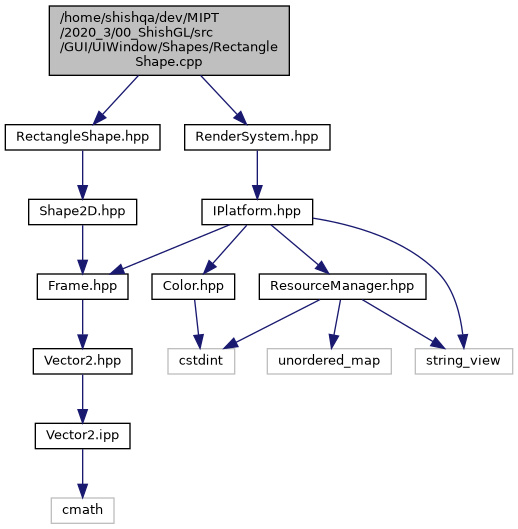 /home/shishqa/dev/MIPT
/2020_3/00_ShishGL/src
/GUI/UIWindow/Shapes/Rectangle
Shape.cpp
RectangleShape.hpp
RenderSystem.hpp
Shape2D.hpp
IPlatform.hpp
Frame.hpp
Color.hpp
ResourceManager.hpp
Vector2.hpp
cstdint
unordered_map
string_view
Vector2.ipp
cmath